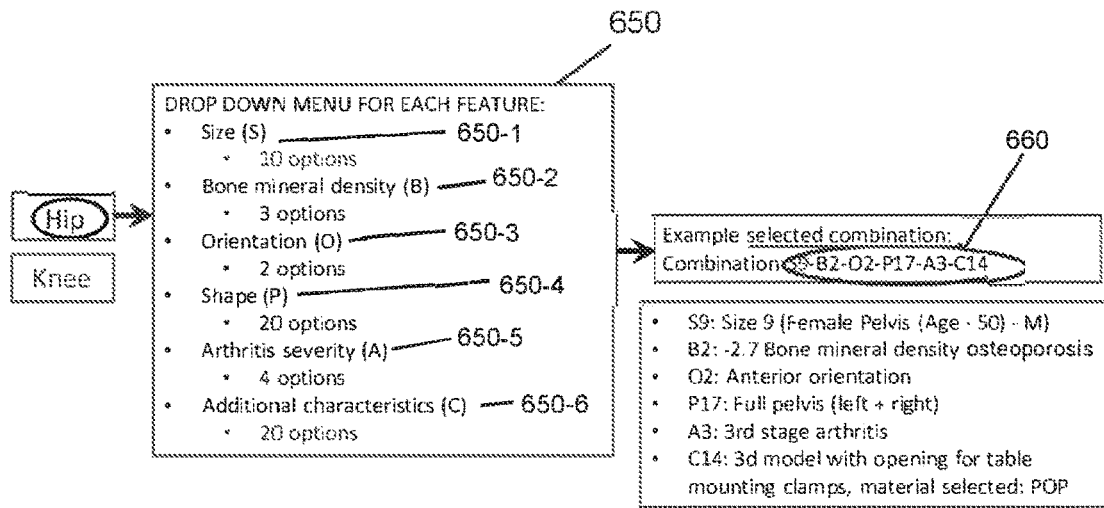 650
DROP DOWN MENU FOR EACH FEATURE:
• Size (S) 650-1
• 10 options
• Bone mineral density (B) 650-2
• 3 options
• Orientation (O) 650-3
• 2 options
• Shape (P) 650-4
• 20 options
• Arthritis severity (A) 650-5
• 4 options
• Additional characteristics (C) 650-6
• 20 options
Hip
Knee
660
Example selected combination:
Combination -B2-O2-P17-A3-C14
• S9: Size 9 (Female Pelvis (Age - 50) - M)
• B2: -2.7 Bone mineral density osteoporosis
• O2: Anterior orientation
• P17: Full pelvis (left + right)
• A3: 3rd stage arthritis
• C14: 3d model with opening for table
mounting clamps, material selected: POP